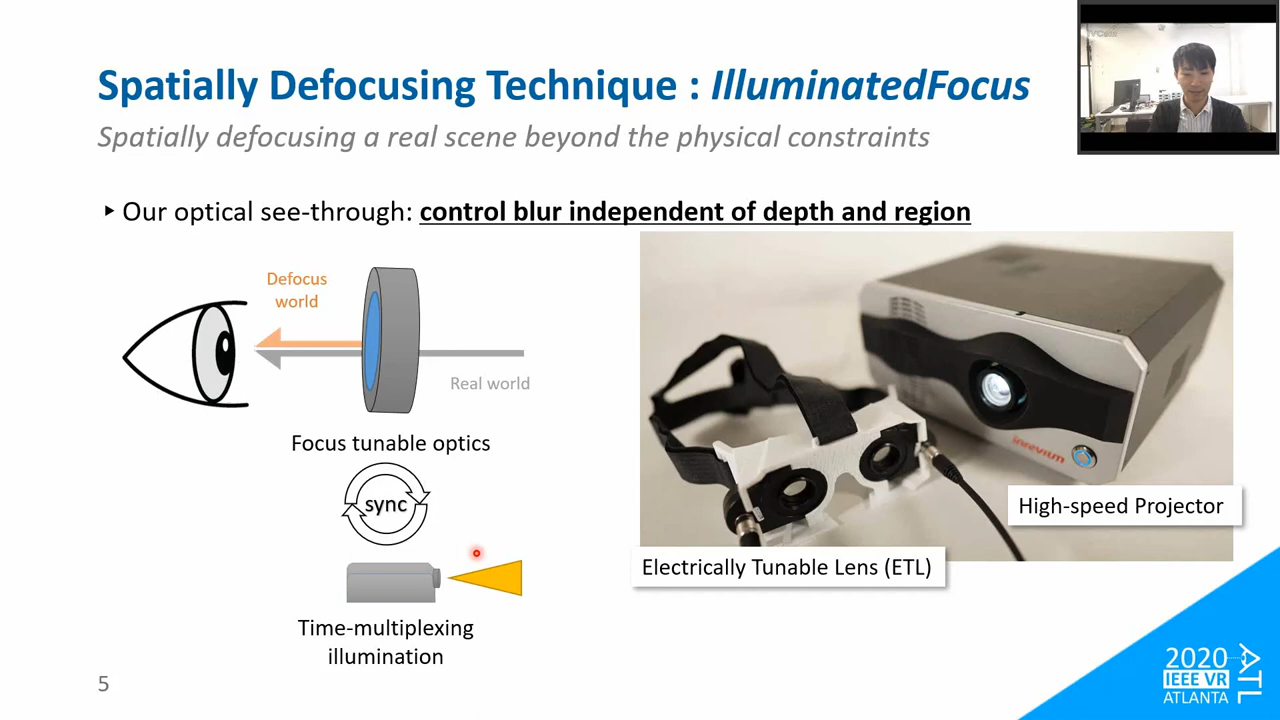 Spatially Defocusing Technique : IlluminatedFocus
Spatially defocusing a real scene beyond the physical constraints
‣ Our optical see-through: control blur independent of depth and region
Defocus
world
Real world
Focus tunable optics
sync
Time-multiplexing
illumination
inrevium
High-speed Projector
Electrically Tunable Lens (ETL)
5
2020
IEEE VR
ATLANTA
ATL